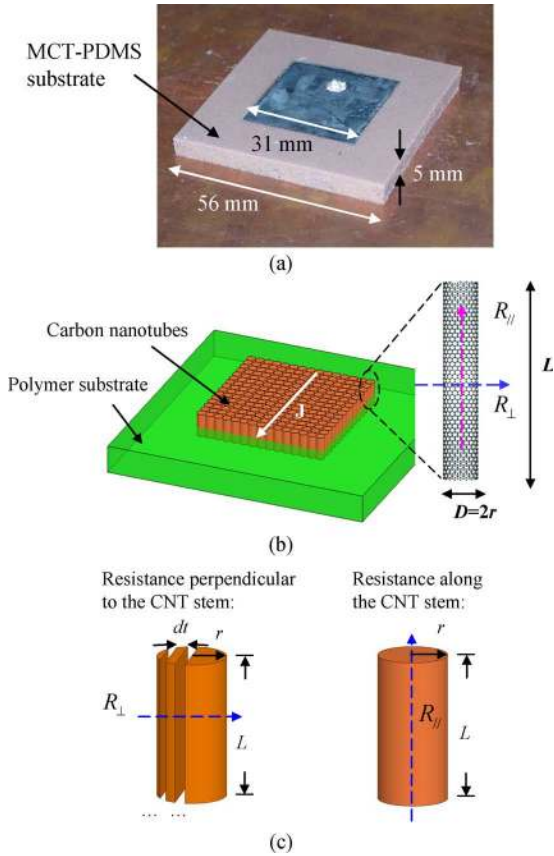 (a)
MCT-PDMS
substrate
31 mm
5 mm
56 mm
(b)
Carbon nanotubes
Polymer substrate
J
R//
R⊥
L
D=2r
(c)
Resistance perpendicular
to the CNT stem:
dt
r
R⊥
L
... ...
Resistance along
the CNT stem:
r
R//
L